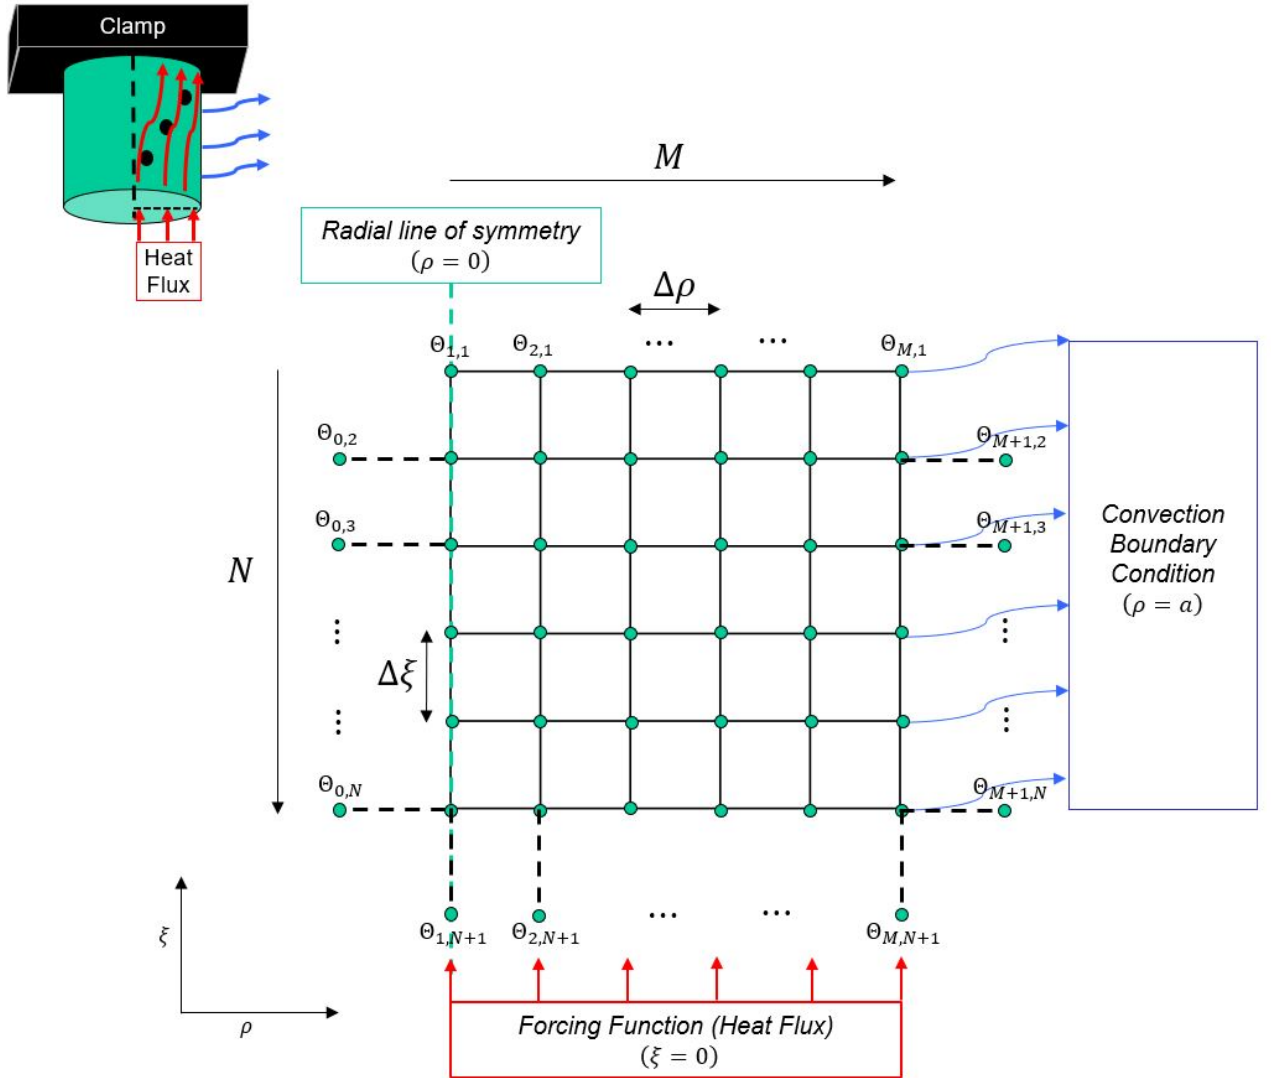 Clamp
Heat
Flux
M
Radial line of symmetry
(ρ = 0)
Δρ
Θ1,1
Θ2,1
...
...
ΘM,1
Θ0,2
ΘM+1,2
Θ0,3
ΘM+1,3
N
Convection
Boundary
Condition
(ρ = a)
⋮
⋮
Δξ
⋮
⋮
Θ0,N
ΘM+1,N
ξ
ρ
Θ1,N+1
Θ2,N+1
...
...
ΘM,N+1
Forcing Function (Heat Flux)
(ξ = 0)